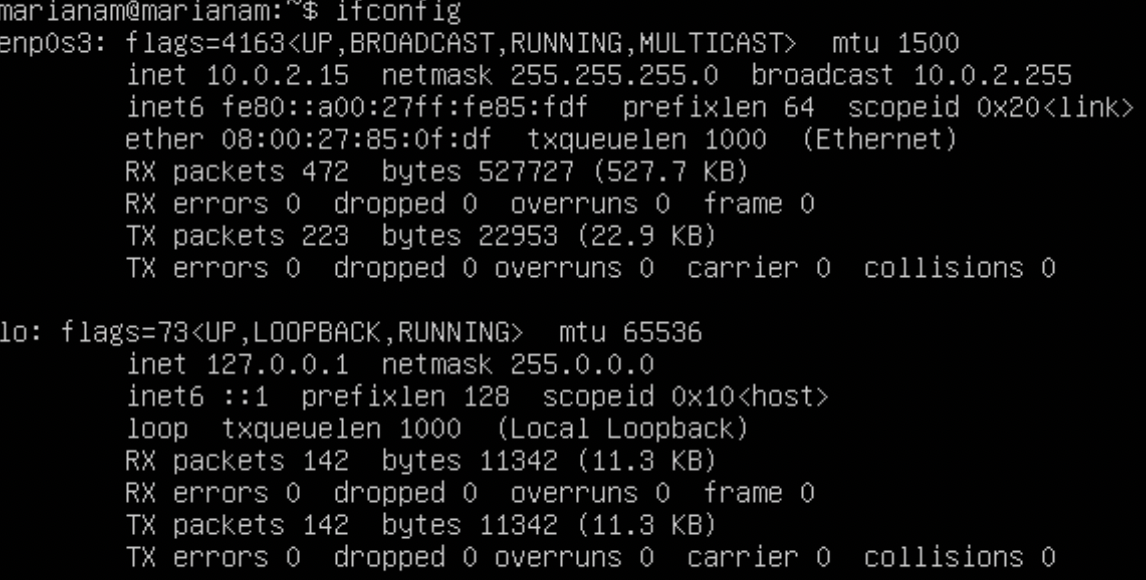 marianam@marianam:~$ ifconfig
enp0s3: flags=4163<UP,BROADCAST,RUNNING,MULTICAST>  mtu 1500
        inet 10.0.2.15  netmask 255.255.255.0  broadcast 10.0.2.255
        inet6 fe80::a00:27ff:fe85:fdf  prefixlen 64  scopeid 0x20<link>
        ether 08:00:27:85:0f:df  txqueuelen 1000  (Ethernet)
        RX packets 472  bytes 527727 (527.7 KB)
        RX errors 0  dropped 0  overruns 0  frame 0
        TX packets 223  bytes 22953 (22.9 KB)
        TX errors 0  dropped 0 overruns 0  carrier 0  collisions 0

lo: flags=73<UP,LOOPBACK,RUNNING>  mtu 65536
        inet 127.0.0.1  netmask 255.0.0.0
        inet6 ::1  prefixlen 128  scopeid 0x10<host>
        loop  txqueuelen 1000  (Local Loopback)
        RX packets 142  bytes 11342 (11.3 KB)
        RX errors 0  dropped 0  overruns 0  frame 0
        TX packets 142  bytes 11342 (11.3 KB)
        TX errors 0  dropped 0 overruns 0  carrier 0  collisions 0